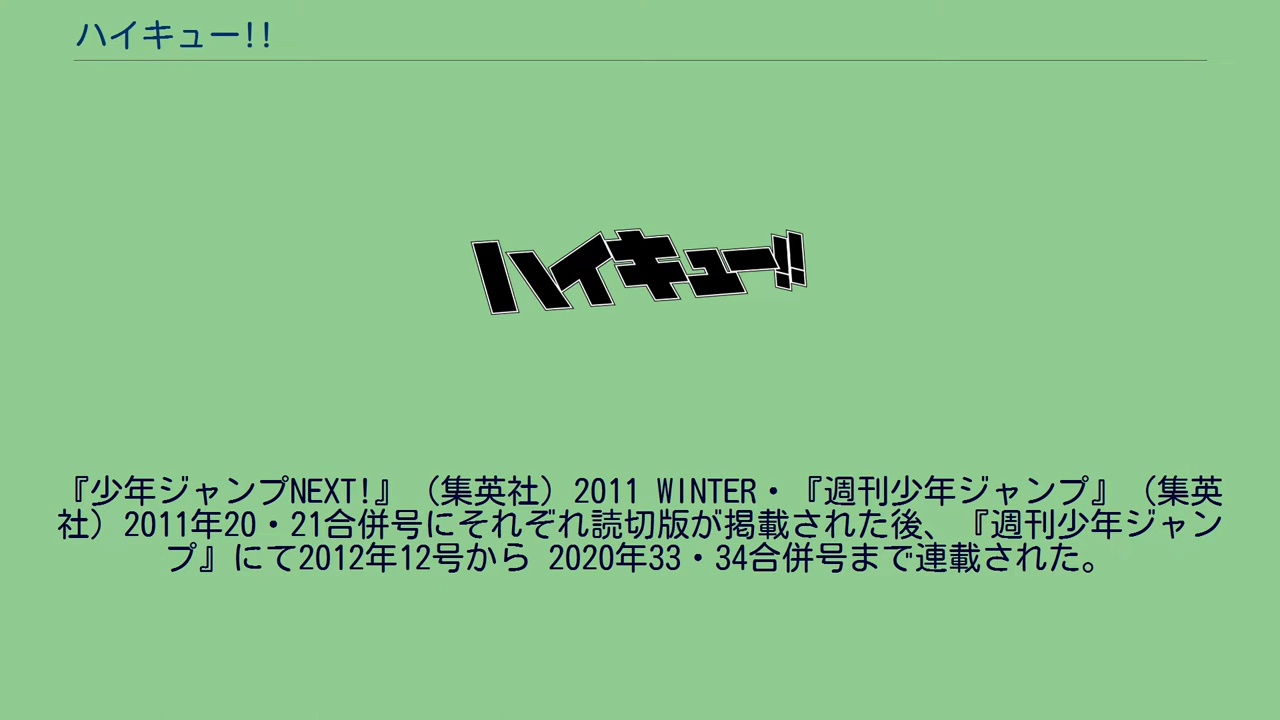 ハイキュー!!
ハイキュー!!
『少年ジャンプNEXT!』（集英社）2011 WINTER・『週刊少年ジャンプ』（集英
社）2011年20・21合併号にそれぞれ読切版が掲載された後、『週刊少年ジャン
プ』にて2012年12号から 2020年33・34合併号まで連載された。